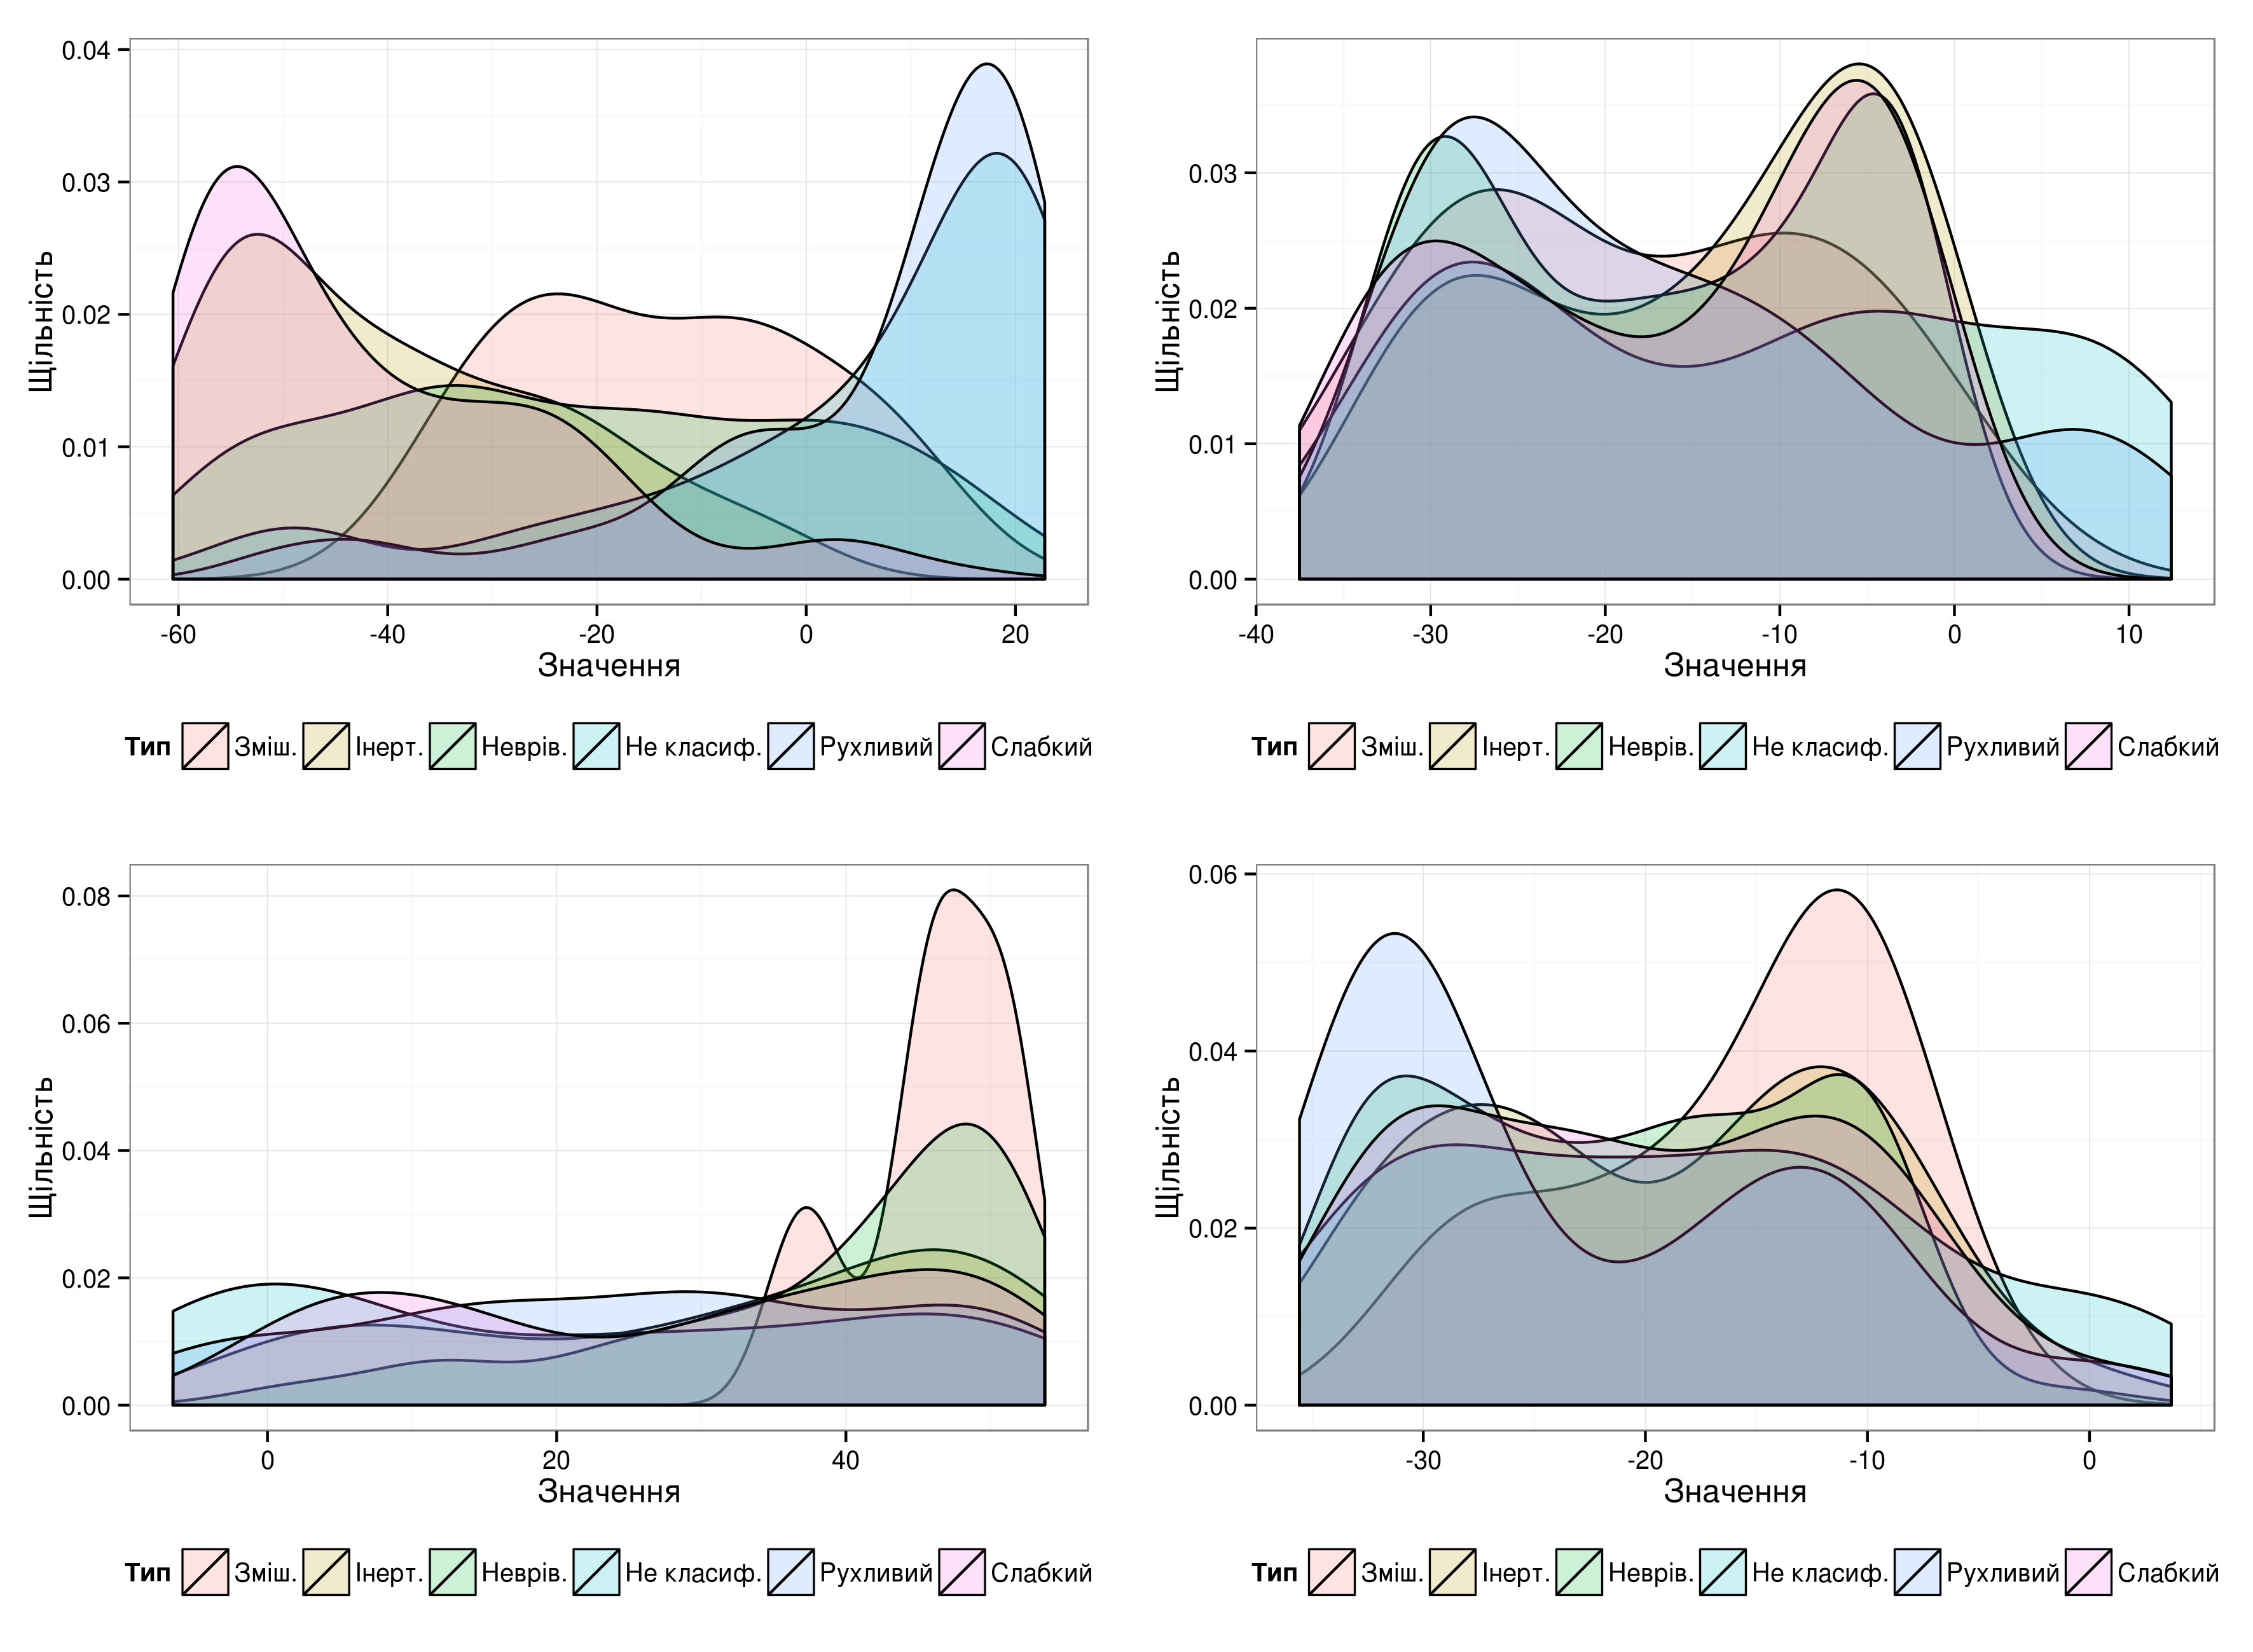 0.04
0.03
0.02
0.01
0.00
Щільність
-60 -40 -20 0 20
Значення
Тип Зміш. Інерт. Неврів. Не класиф. Рухливий Слабкий
0.03
0.02
0.01
0.00
Щільність
-40 -30 -20 -10 0 10
Значення
Тип Зміш. Інерт. Неврів. Не класиф. Рухливий Слабкий
0.08
0.06
0.04
0.02
0.00
Щільність
0 20 40
Значення
Тип Зміш. Інерт. Неврів. Не класиф. Рухливий Слабкий
0.06
0.04
0.02
0.00
Щільність
-30 -20 -10 0
Значення
Тип Зміш. Інерт. Неврів. Не класиф. Рухливий Слабкий